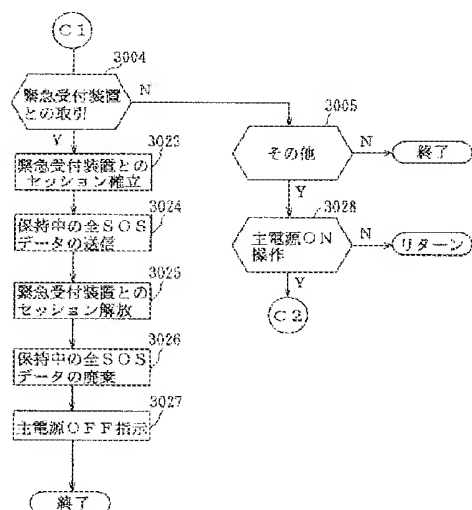 C1
3004
緊急受付装置
との取引
N
Y
3005
その他
N
終了
Y
3023
緊急受付装置との
セッション確立
3024
保持中の全SOS
データの送信
3025
緊急受付装置との
セッション解放
3026
保持中の全SOS
データの廃棄
3027
主電源OFF指示
終了
3028
主電源ON
操作
N
リターン
Y
C2